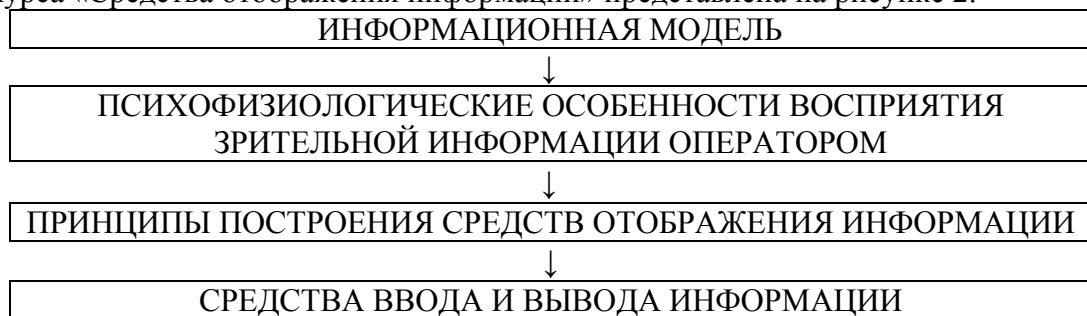 курса «Средства отображения информации» представлена на рисунке 2.
ИНФОРМАЦИОННАЯ МОДЕЛЬ
↓
ПСИХОФИЗИОЛОГИЧЕСКИЕ ОСОБЕННОСТИ ВОСПРИЯТИЯ
ЗРИТЕЛЬНОЙ ИНФОРМАЦИИ ОПЕРАТОРОМ
↓
ПРИНЦИПЫ ПОСТРОЕНИЯ СРЕДСТВ ОТОБРАЖЕНИЯ ИНФОРМАЦИИ
↓
СРЕДСТВА ВВОДА И ВЫВОДА ИНФОРМАЦИИ